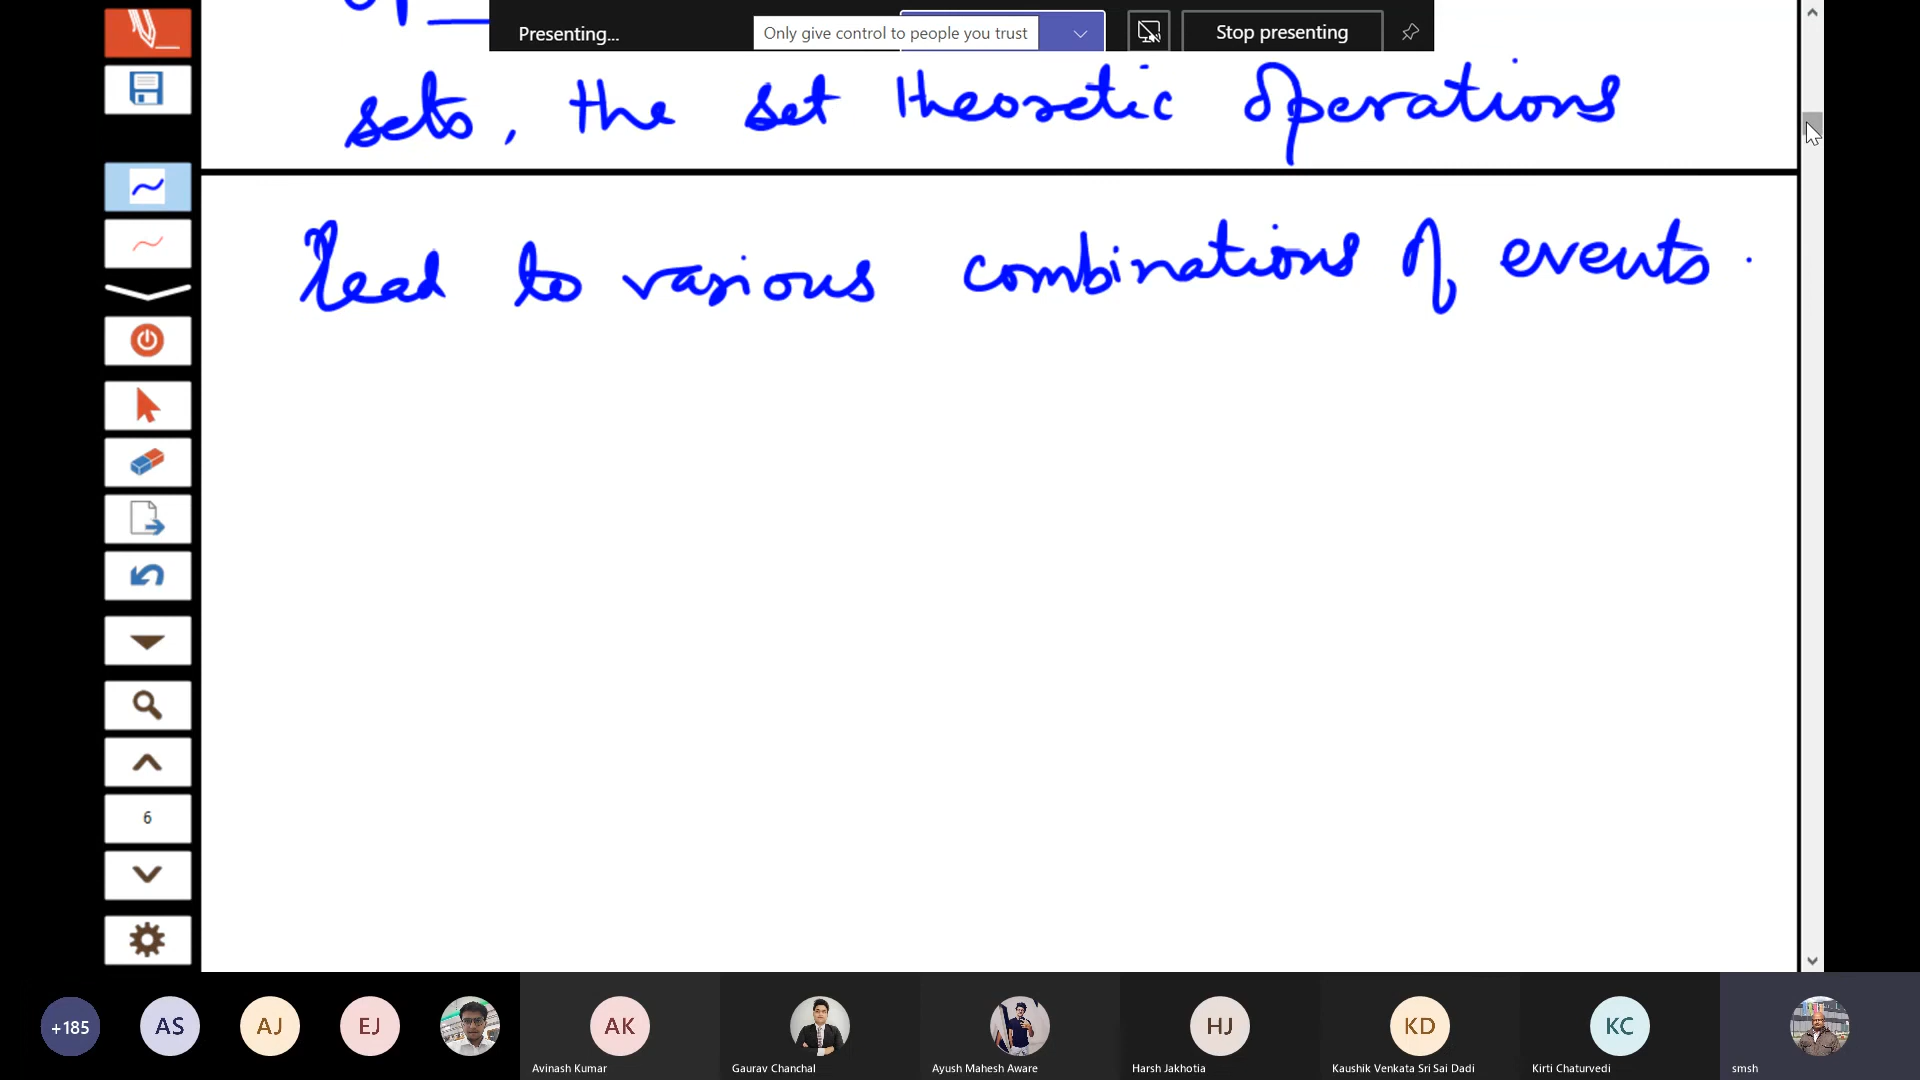 Presenting...
Only give control to people you trust
Stop presenting
sets, the set theoretic operations
lead to various combinations of events.
6
+185
AS
AJ
EJ
AK
HJ
KD
KC
Avinash Kumar
Gaurav Chanchal
Ayush Mahesh Aware
Harsh Jakhotia
Kaushik Venkata Sri Sai Dadi
Kirti Chaturvedi
smsh